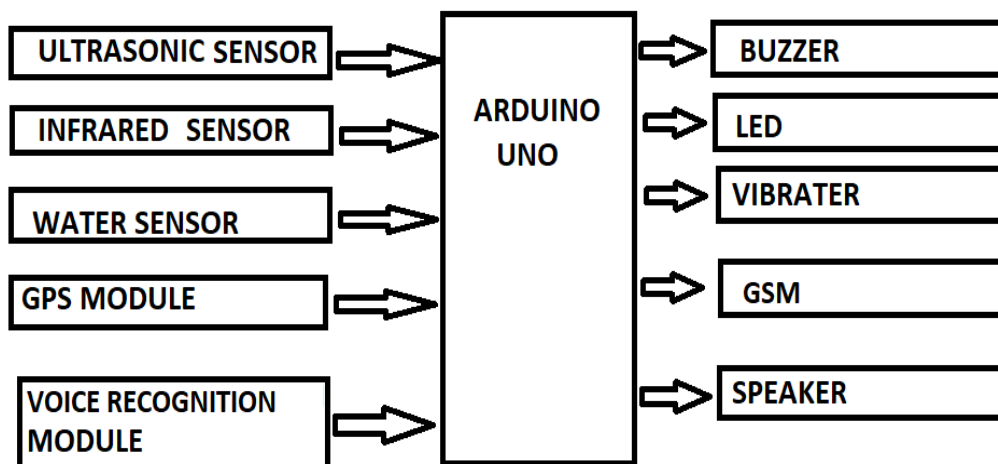 ULTRASONIC SENSOR
INFRARED SENSOR
WATER SENSOR
GPS MODULE
VOICE RECOGNITION
MODULE
ARDUINO
UNO
BUZZER
LED
VIBRATER
GSM
SPEAKER